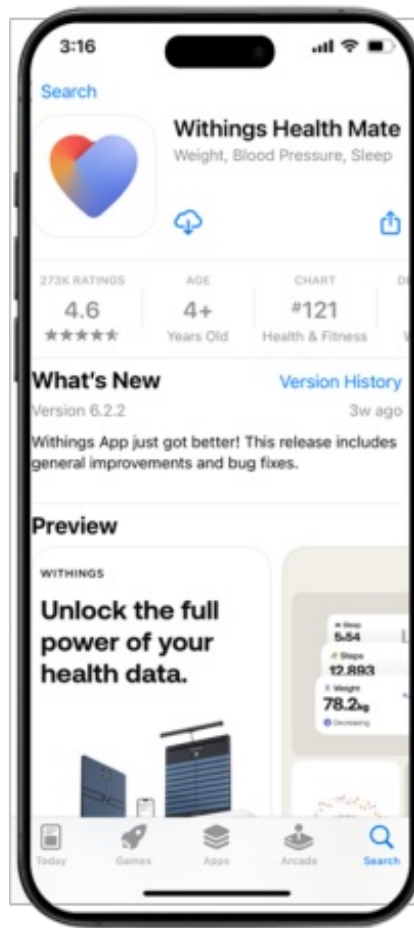 3:16
Search
Withings Health Mate
Weight, Blood Pressure, Sleep
273K RATINGS
4.6
AGE
4+
Years Old
CHART
#121
Health & Fitness
What's New
Version History
Version 6.2.2
3w ago
Withings App just got better! This release includes
general improvements and bug fixes.
Preview
WITHINGS
Unlock the full
power of your
health data.
Sleep
5h54
Steps
12,893
Weight
78.2kg
Decreasing
Today
Games
Apps
Arcade
Search